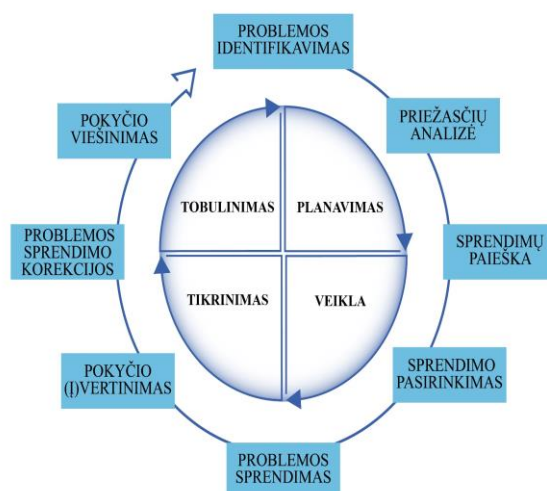 PROBLEMOS
IDENTIFIKAVIMAS
PRIEŽASČIŲ
ANALIZĖ
SPRENDIMŲ
PAIEŠKA
SPRENDIMO
PASIRINKIMAS
PROBLEMOS
SPRENDIMAS
POKYČIO
(Į)VERTINIMAS
PROBLEMOS
SPRENDIMO
KOREKCIJOS
POKYČIO
VIEŠINIMAS
TOBULINIMAS
PLANAVIMAS
TIKRINIMAS
VEIKLA